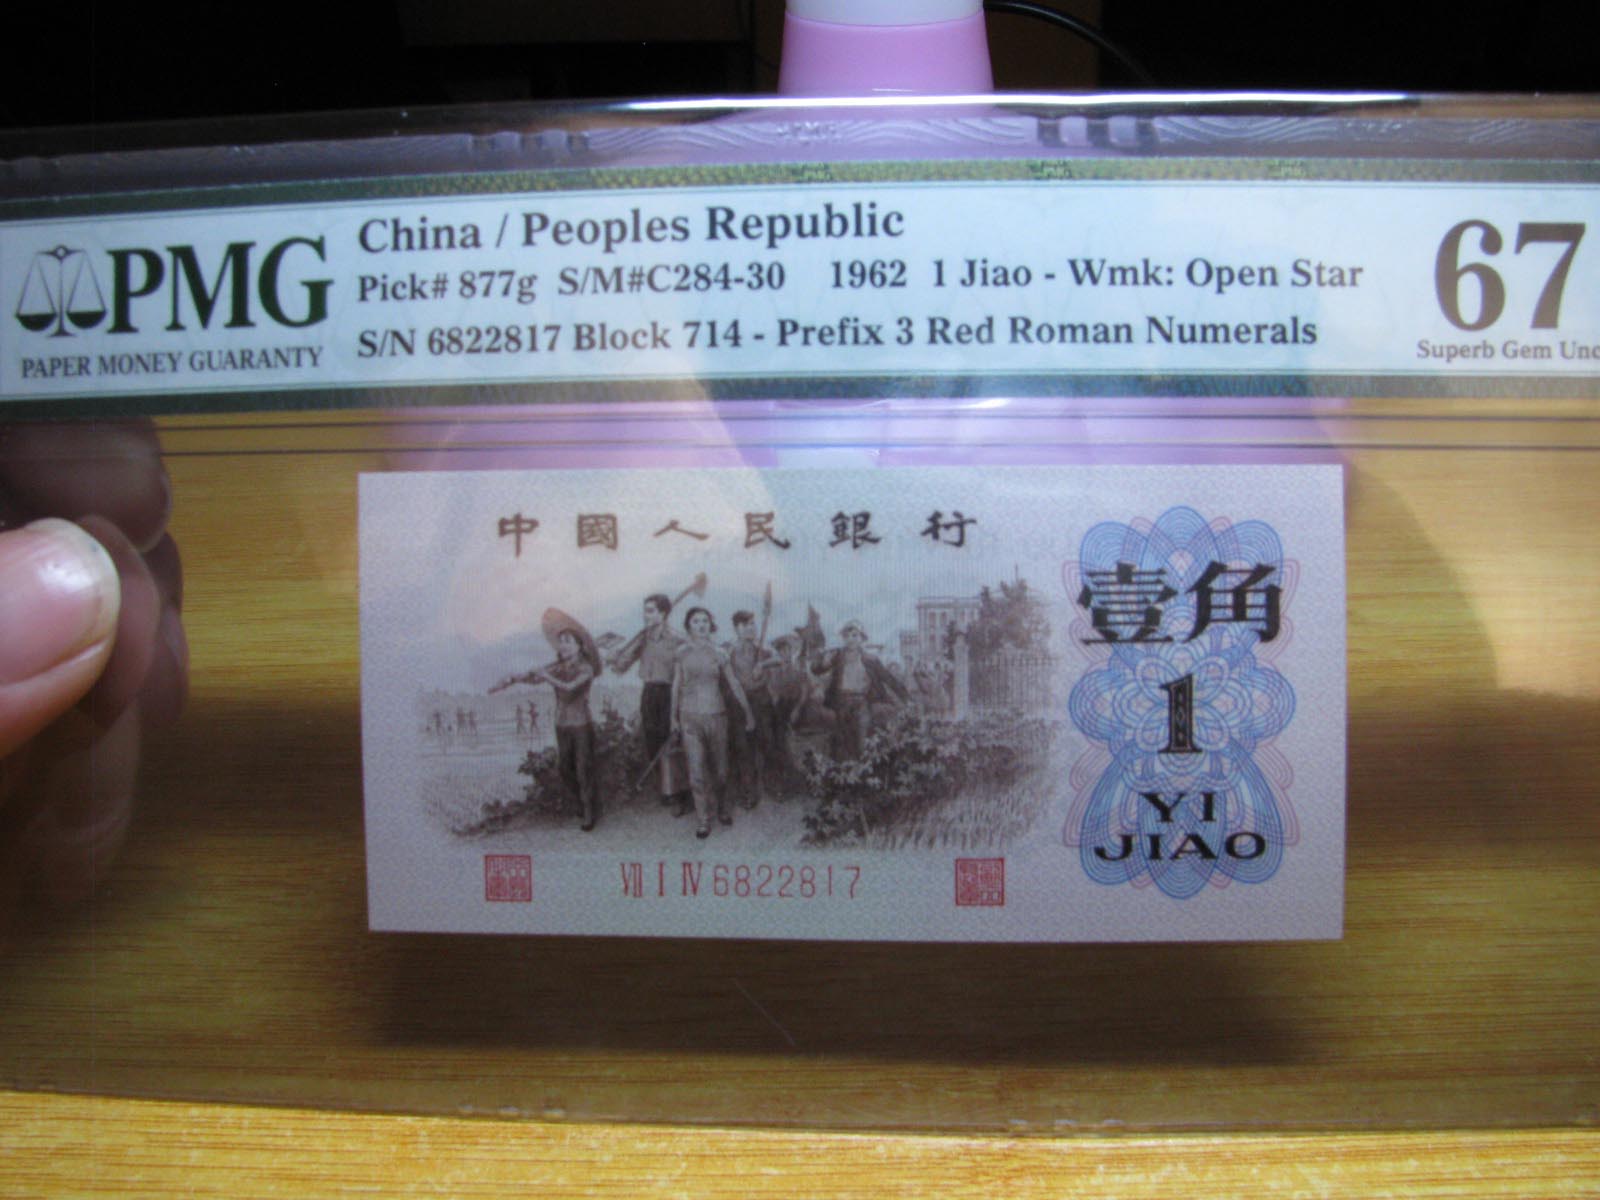 PMG
PAPER MONEY GUARANTY
China / Peoples Republic
Pick# 877g S/M#C284-30 1962 1 Jiao - Wmk: Open Star
S/N 6822817 Block 714 - Prefix 3 Red Roman Numerals
67
Superb Gem Unc
中國人民銀行
壹角
1
YI
JIAO
VII I IV 6822817